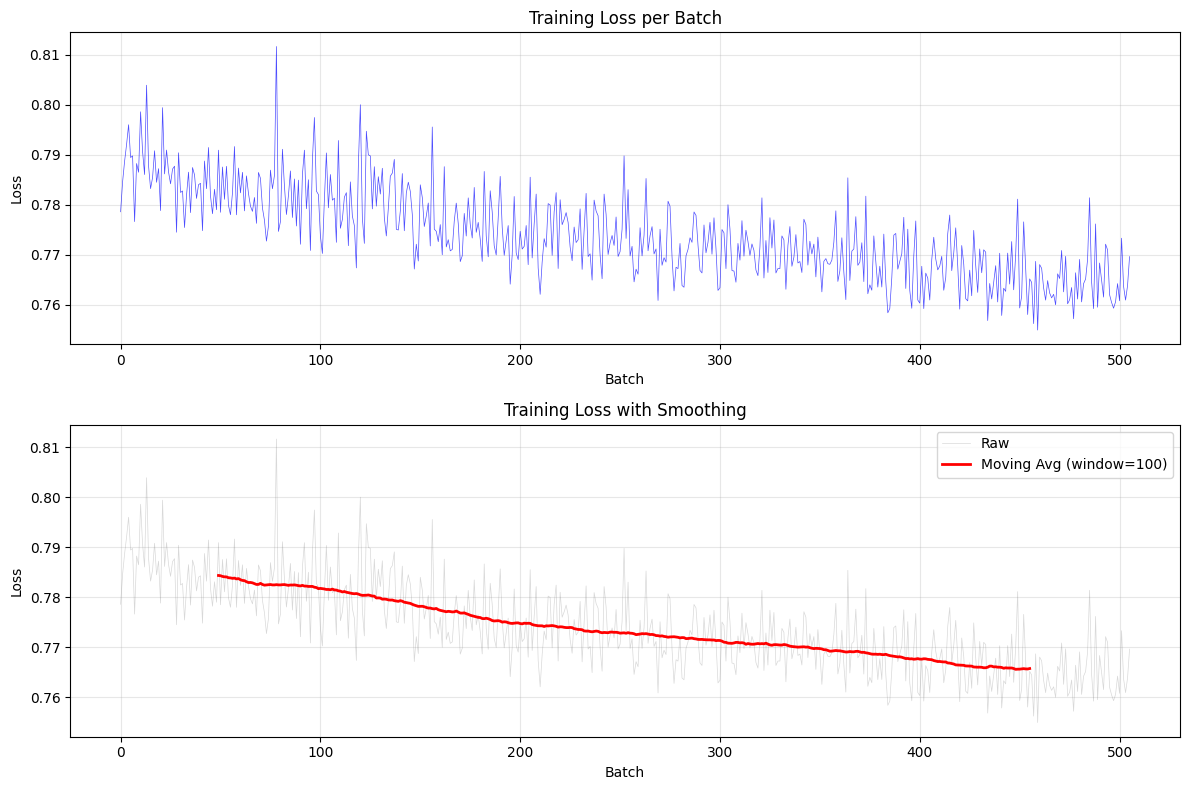 Training Loss per Batch
0.81
0.80
0.79
0.78
0.77
0.76
Loss
0 100 200 300 400 500
Batch
Training Loss with Smoothing
Raw
Moving Avg (window=100)
0.81
0.80
0.79
0.78
0.77
0.76
Loss
0 100 200 300 400 500
Batch